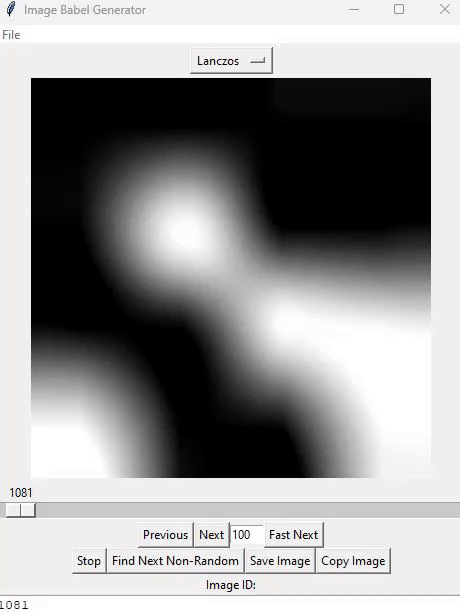 Image Babel Generator
File
Lanczos
1081
Previous Next 100 Fast Next
Stop Find Next Non-Random Save Image Copy Image
Image ID:
1081